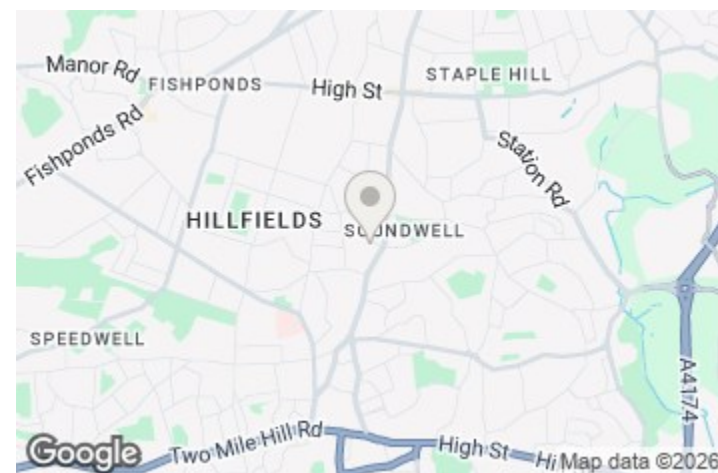 Manor Rd
FISHPONDS
High St
STAPLE HILL
Fishponds Rd
Station Rd
HILLFIELDS
SOUNDWELL
SPEEDWELL
A4174
Two Mile Hill Rd
High St
Hi
Google
Map data ©2026